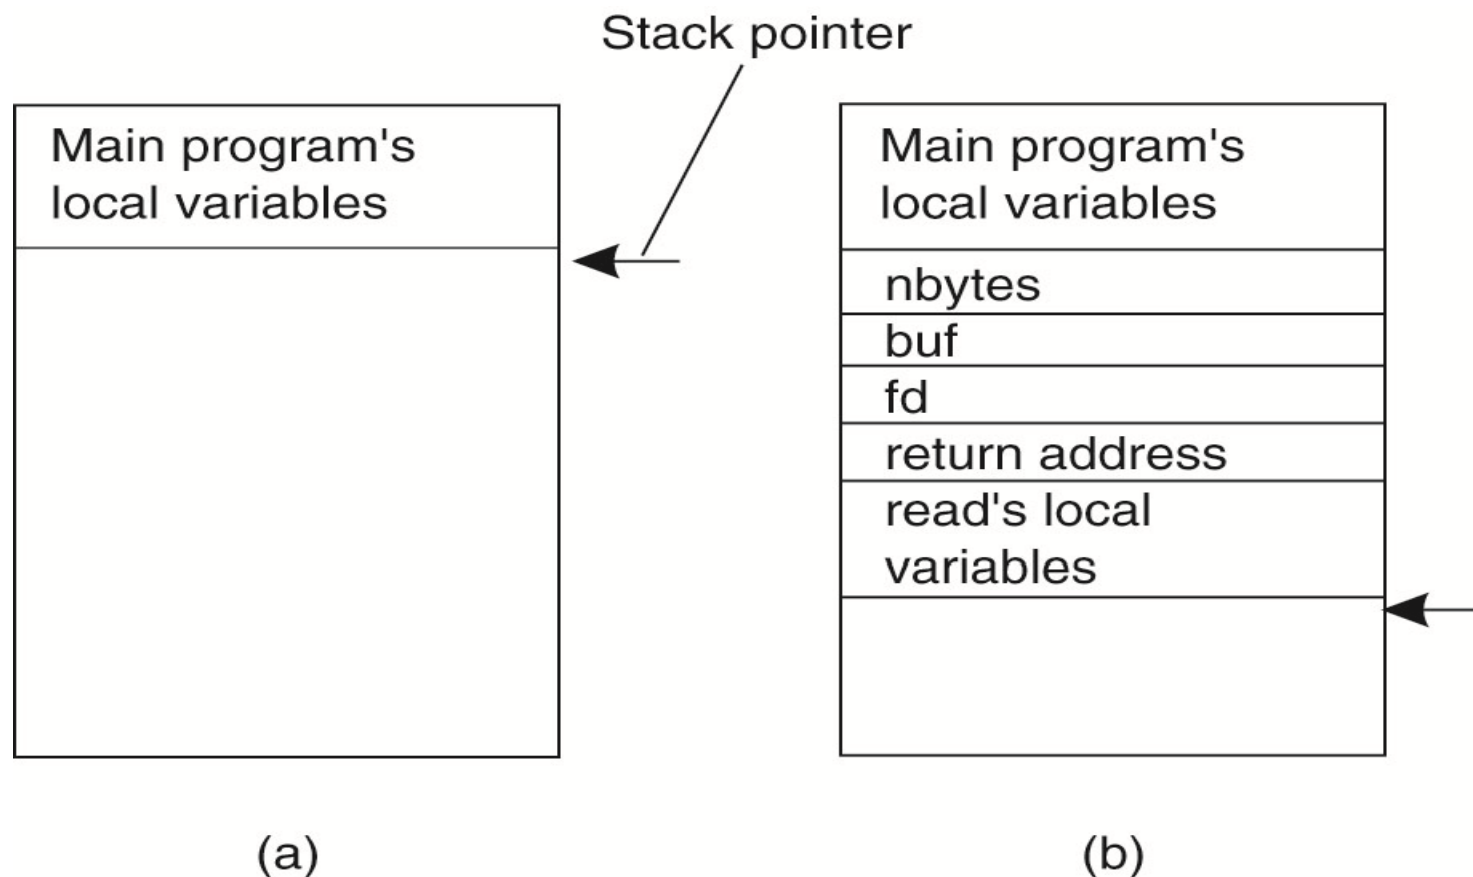 Stack pointer
Main program's
local variables
Main program's
local variables
nbytes
buf
fd
return address
read's local
variables
(a)
(b)